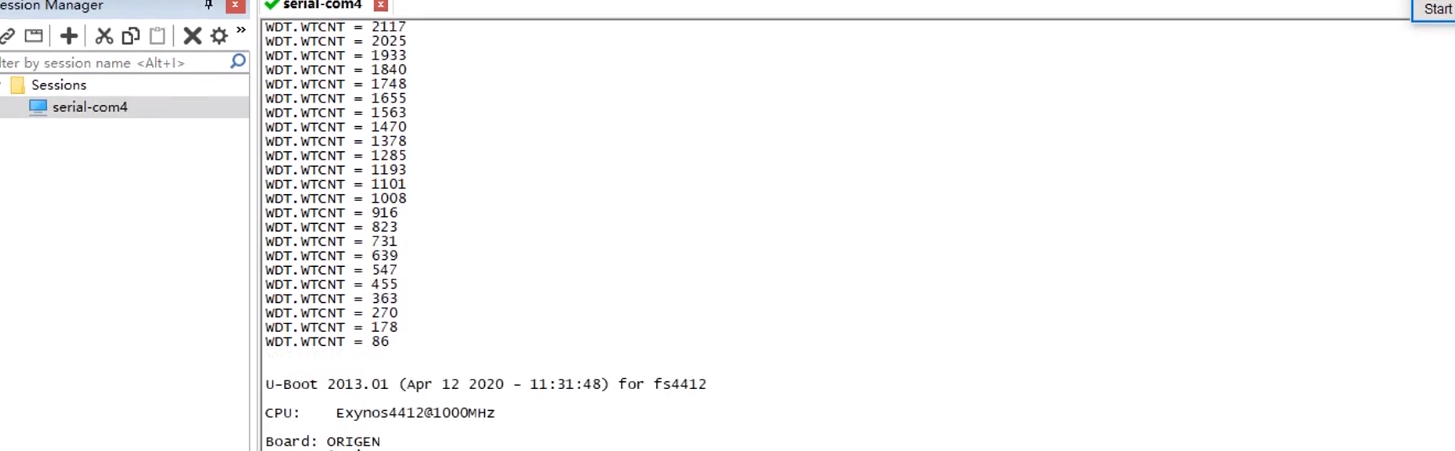 ession Manager
serial-com4
Start
lter by session name <Alt+I>
Sessions
serial-com4
WDT.WTCNT = 2117
WDT.WTCNT = 2025
WDT.WTCNT = 1933
WDT.WTCNT = 1840
WDT.WTCNT = 1748
WDT.WTCNT = 1655
WDT.WTCNT = 1563
WDT.WTCNT = 1470
WDT.WTCNT = 1378
WDT.WTCNT = 1285
WDT.WTCNT = 1193
WDT.WTCNT = 1101
WDT.WTCNT = 1008
WDT.WTCNT = 916
WDT.WTCNT = 823
WDT.WTCNT = 731
WDT.WTCNT = 639
WDT.WTCNT = 547
WDT.WTCNT = 455
WDT.WTCNT = 363
WDT.WTCNT = 270
WDT.WTCNT = 178
WDT.WTCNT = 86
U-Boot 2013.01 (Apr 12 2020 - 11:31:48) for fs4412
CPU: Exynos4412@1000MHz
Board: ORIGEN